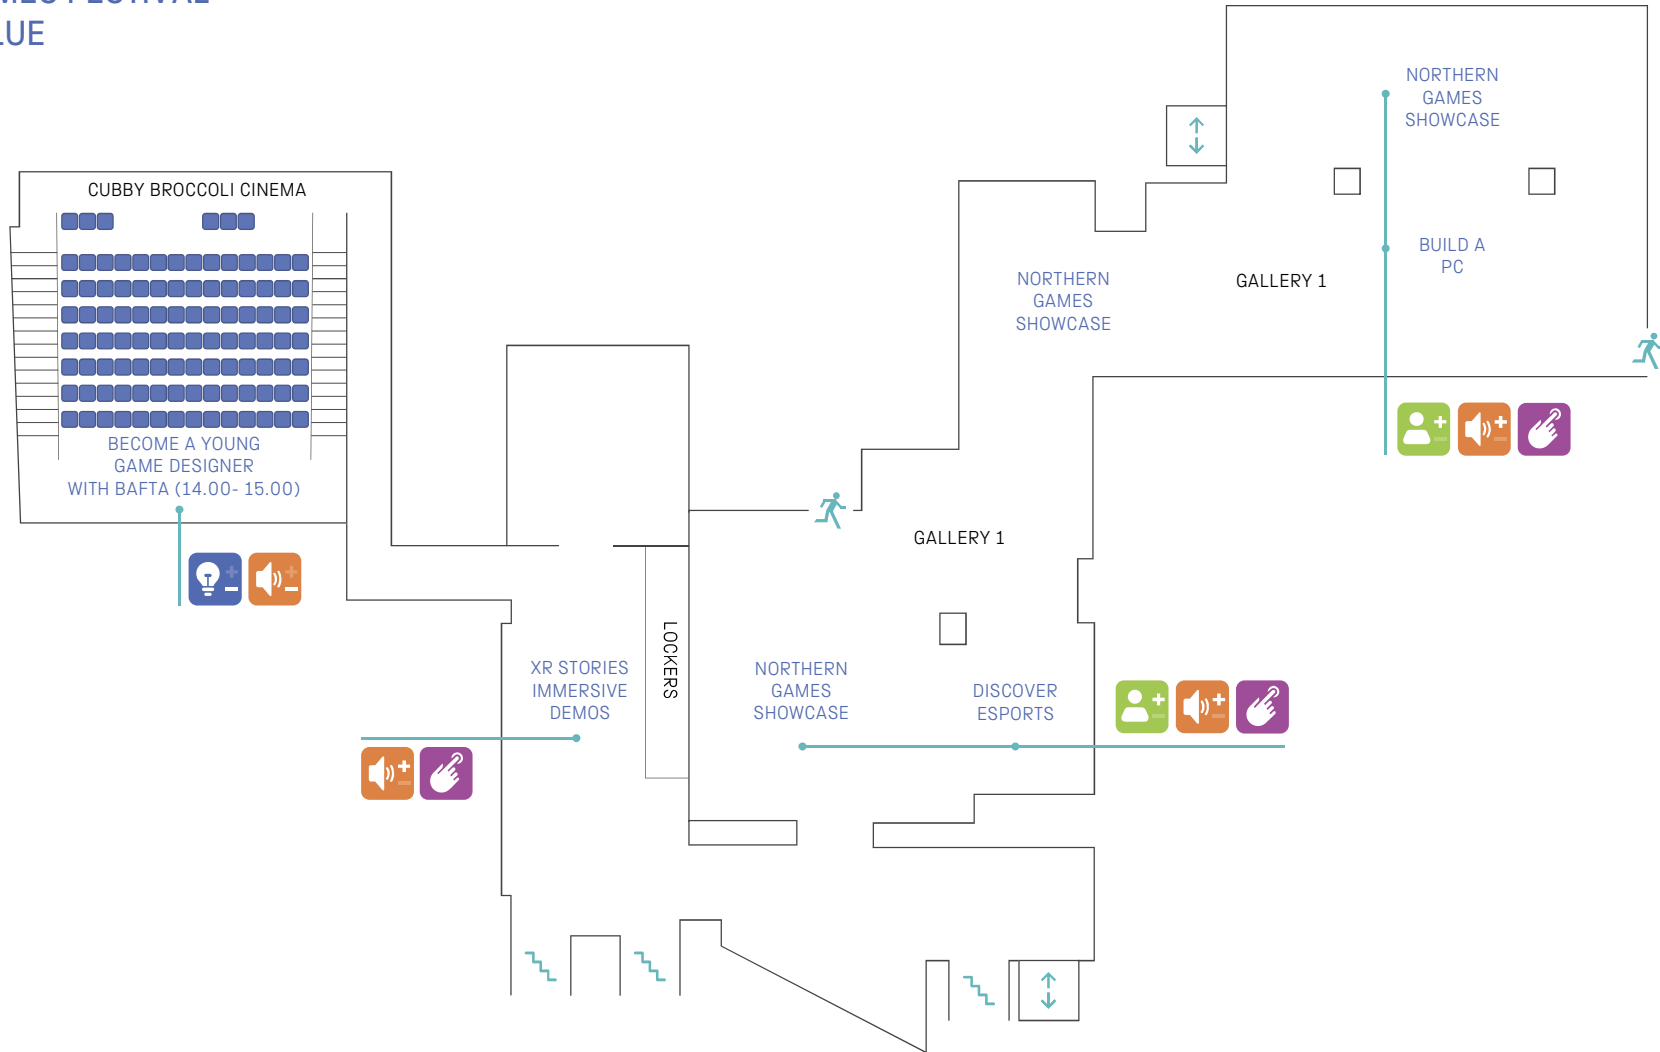 CUBBY BROCCOLI CINEMA
BECOME A YOUNG
GAME DESIGNER
WITH BAFTA (14.00- 15.00)
NORTHERN
GAMES
SHOWCASE
BUILD A
PC
GALLERY 1
NORTHERN
GAMES
SHOWCASE
GALLERY 1
LOCKERS
XR STORIES
IMMERSIVE
DEMOS
NORTHERN
GAMES
SHOWCASE
DISCOVER
ESPORTS